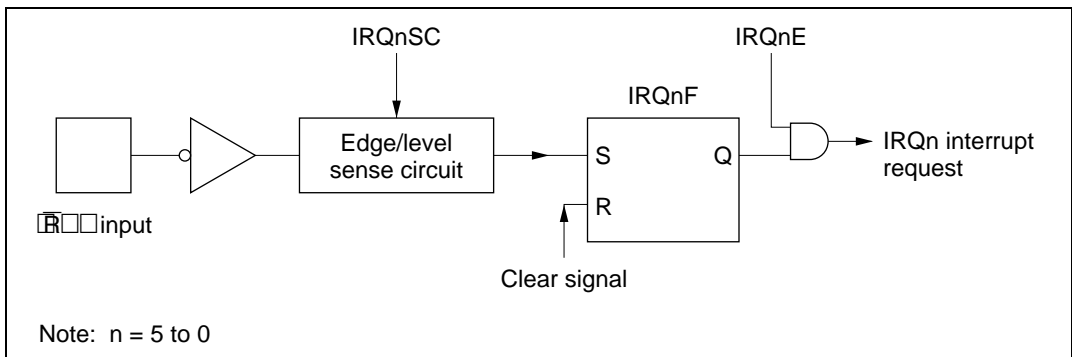 IRQnSC
IRQnE
IRQnF
Edge/level
sense circuit
S
Q
R
IRQn interrupt
request
input
Clear signal
Note: n = 5 to 0